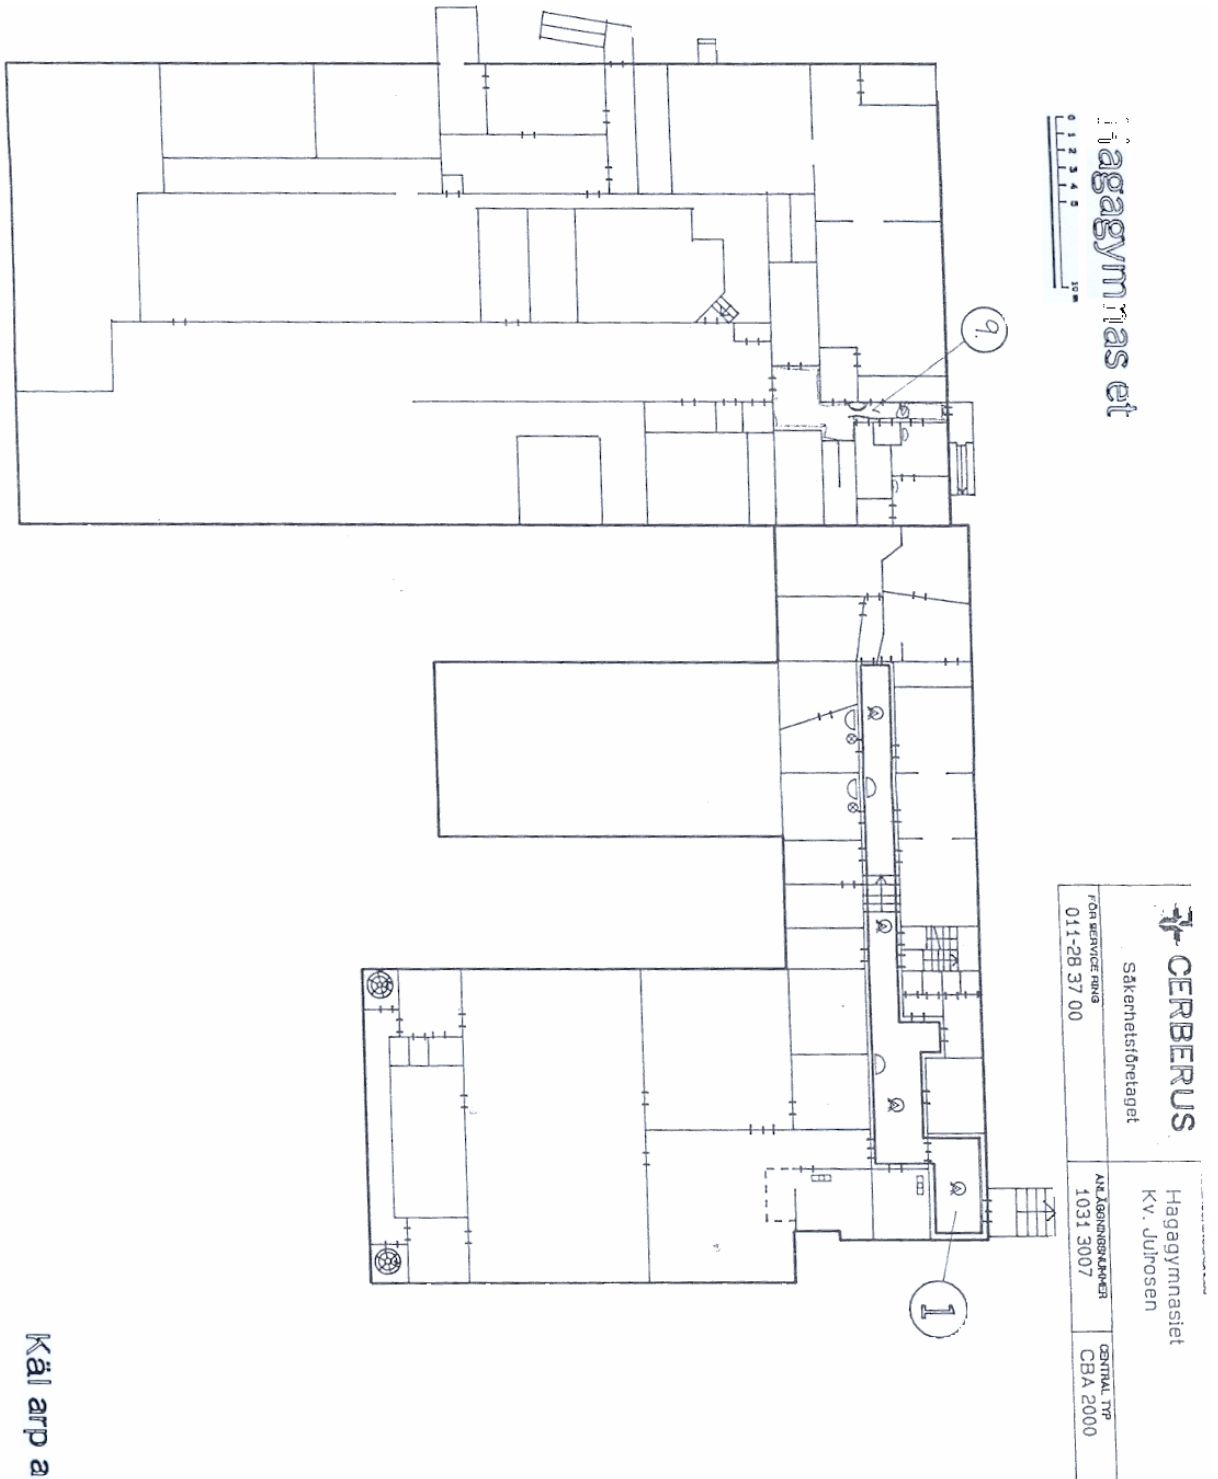 agagymnas et
0 1 2 3 4 5 10 m
9.
CERBERUS
Säkerhetsföretaget
FÖR SERVICE RING
011-28 37 00
Hagagymnasiet
Kv. Julrosen
ANLÄGGNINGSNUMMER
1031 3007
CENTRAL TYP
CBA 2000
1
Käl arp a